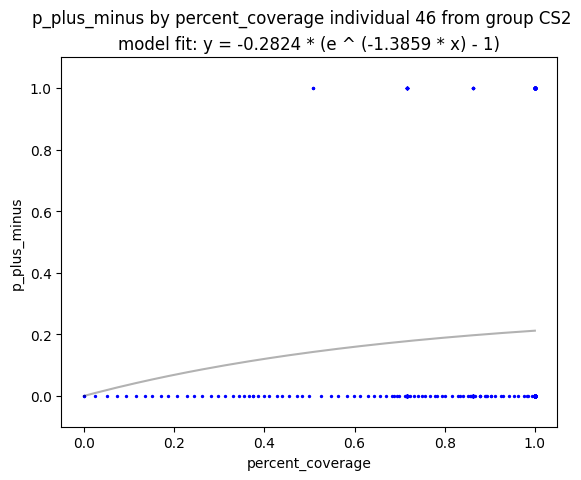 p_plus_minus by percent_coverage individual 46 from group CS2
model fit: y = -0.2824 * (e ^ (-1.3859 * x) - 1)
1.0
0.8
0.6
0.4
0.2
0.0
p_plus_minus
0.0 0.2 0.4 0.6 0.8 1.0
percent_coverage